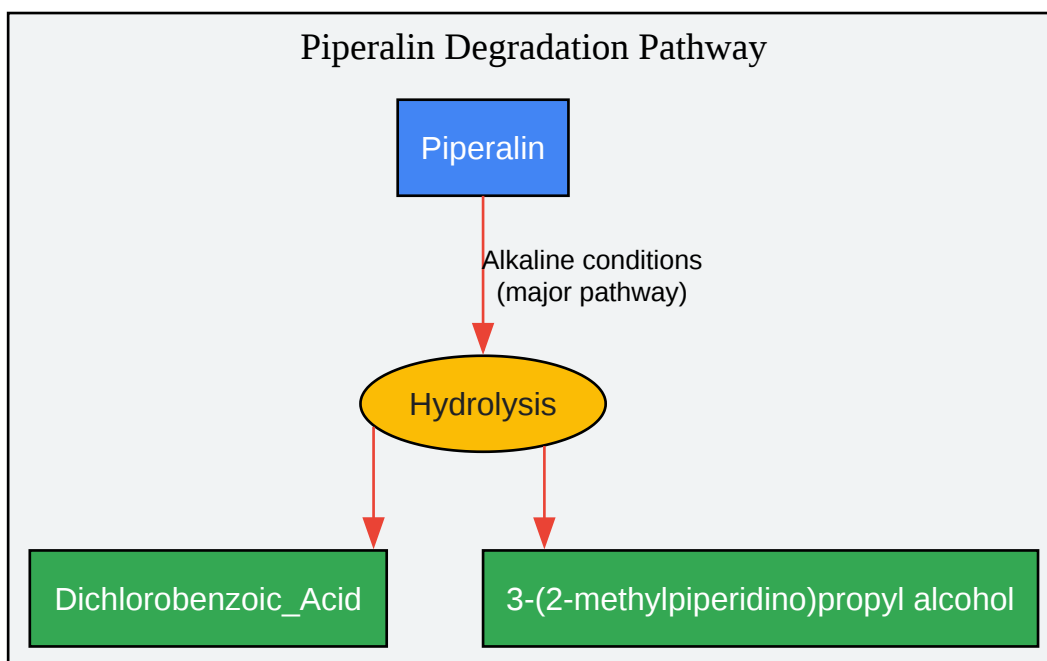 Piperalin Degradation Pathway
Piperalin
Alkaline conditions
(major pathway)
Hydrolysis
Dichlorobenzoic_Acid
3-(2-methylpiperidino)propyl alcohol